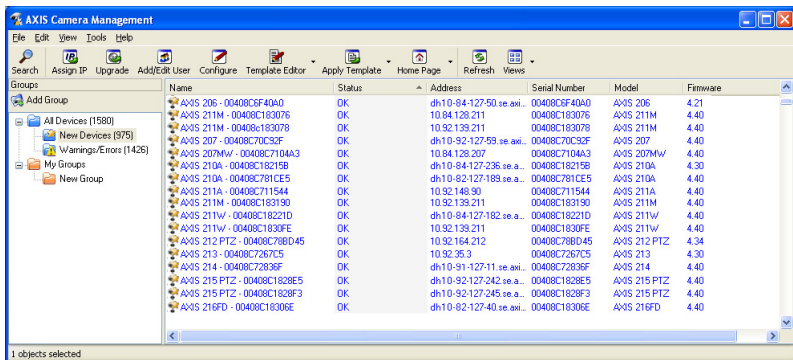 AXIS Camera Management
File Edit View Tools Help
Search Assign IP Upgrade Add/Edit User Configure Template Editor Apply Template Home Page Refresh Views
Groups
Add Group
All Devices (1580)
New Devices (975)
Warnings/Errors (1426)
My Groups
New Group
Name Status Address Serial Number Model Firmware
AXIS 206 - 00408C6F40A0 OK dh10-84-127-50.se.axi... 00408C6F40A0 AXIS 206 4.21
AXIS 211M - 00408C183076 OK 10.84.128.211 00408C183076 AXIS 211M 4.40
AXIS 211M - 00408c183078 OK 10.92.139.211 00408C183078 AXIS 211M 4.40
AXIS 207 - 00408C70C92F OK dh10-92-127-59.se.axi... 00408C70C92F AXIS 207 4.40
AXIS 207MW - 00408C7104A3 OK 10.84.128.207 00408C7104A3 AXIS 207MW 4.40
AXIS 210A - 00408C18215B OK dh10-84-127-236.se.a... 00408C18215B AXIS 210A 4.30
AXIS 210A - 00408C781CE5 OK dh10-82-127-189.se.a... 00408C781CE5 AXIS 210A 4.40
AXIS 211A - 00408C711544 OK 10.92.148.90 00408C711544 AXIS 211A 4.40
AXIS 211M - 00408C183190 OK 10.92.139.211 00408C183190 AXIS 211M 4.40
AXIS 211W - 00408C18221D OK dh10-84-127-182.se.a... 00408C18221D AXIS 211W 4.40
AXIS 211W - 00408C1830FE OK 10.92.139.211 00408C1830FE AXIS 211W 4.40
AXIS 212 PTZ - 00408C78BD45 OK 10.92.164.212 00408C78BD45 AXIS 212 PTZ 4.34
AXIS 213 - 00408C7267C5 OK 10.92.35.3 00408C7267C5 AXIS 213 4.30
AXIS 214 - 00408C72836F OK dh10-91-127-11.se.axi... 00408C72836F AXIS 214 4.40
AXIS 215 PTZ - 00408C1828E5 OK dh10-92-127-242.se.a... 00408C1828E5 AXIS 215 PTZ 4.40
AXIS 215 PTZ - 00408C1828F3 OK dh10-92-127-245.se.a... 00408C1828F3 AXIS 215 PTZ 4.40
AXIS 216FD - 00408C18306E OK dh10-82-127-40.se.axi... 00408C18306E AXIS 216FD 4.40
1 objects selected